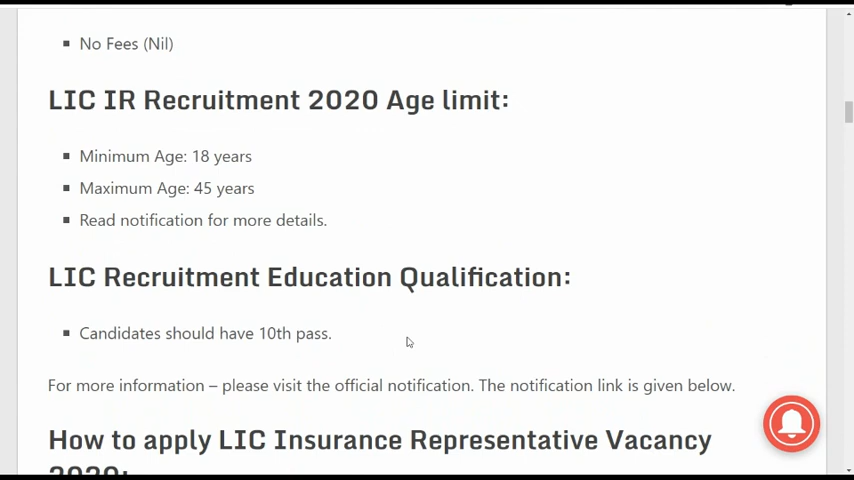 No Fees (Nil)
LIC IR Recruitment 2020 Age limit:
Minimum Age: 18 years
Maximum Age: 45 years
Read notification for more details.
LIC Recruitment Education Qualification:
Candidates should have 10th pass.
For more information – please visit the official notification. The notification link is given below.
How to apply LIC Insurance Representative Vacancy
2020: